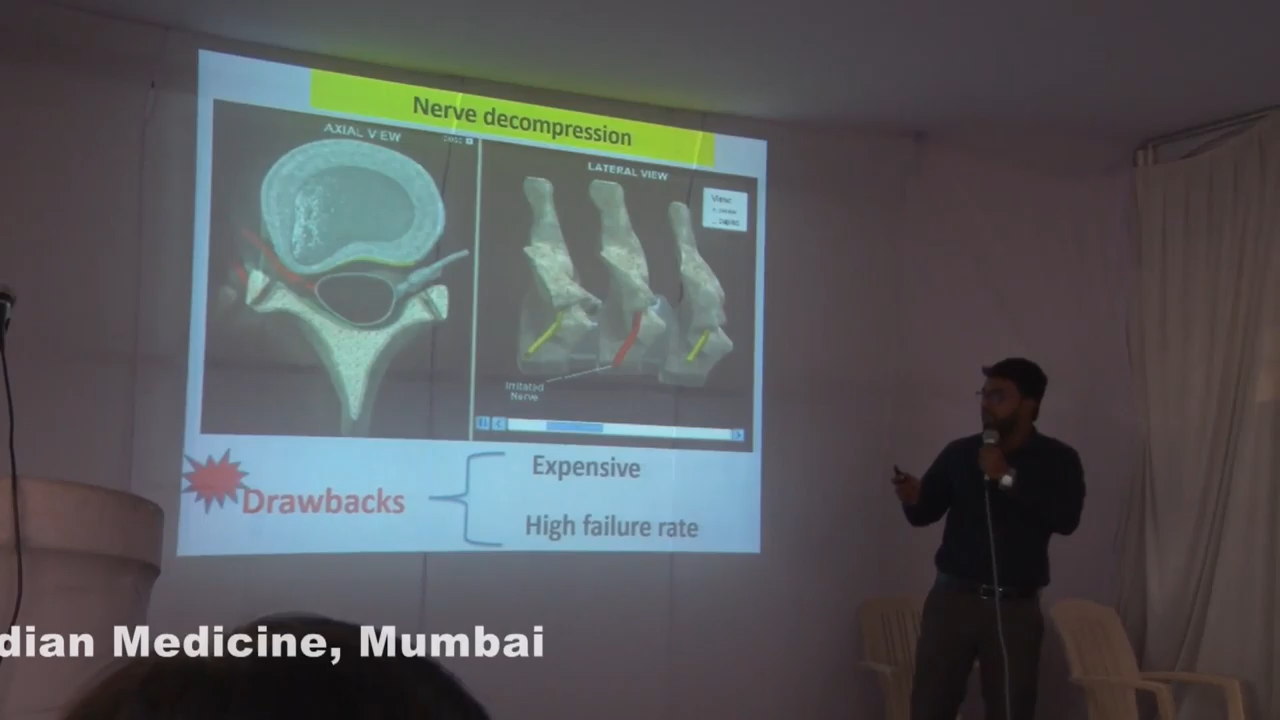 Nerve decompression
AXIAL VIEW
LATERAL VIEW
View:
Irritated
Nerve
Drawbacks
Expensive
High failure rate
dian Medicine, Mumbai